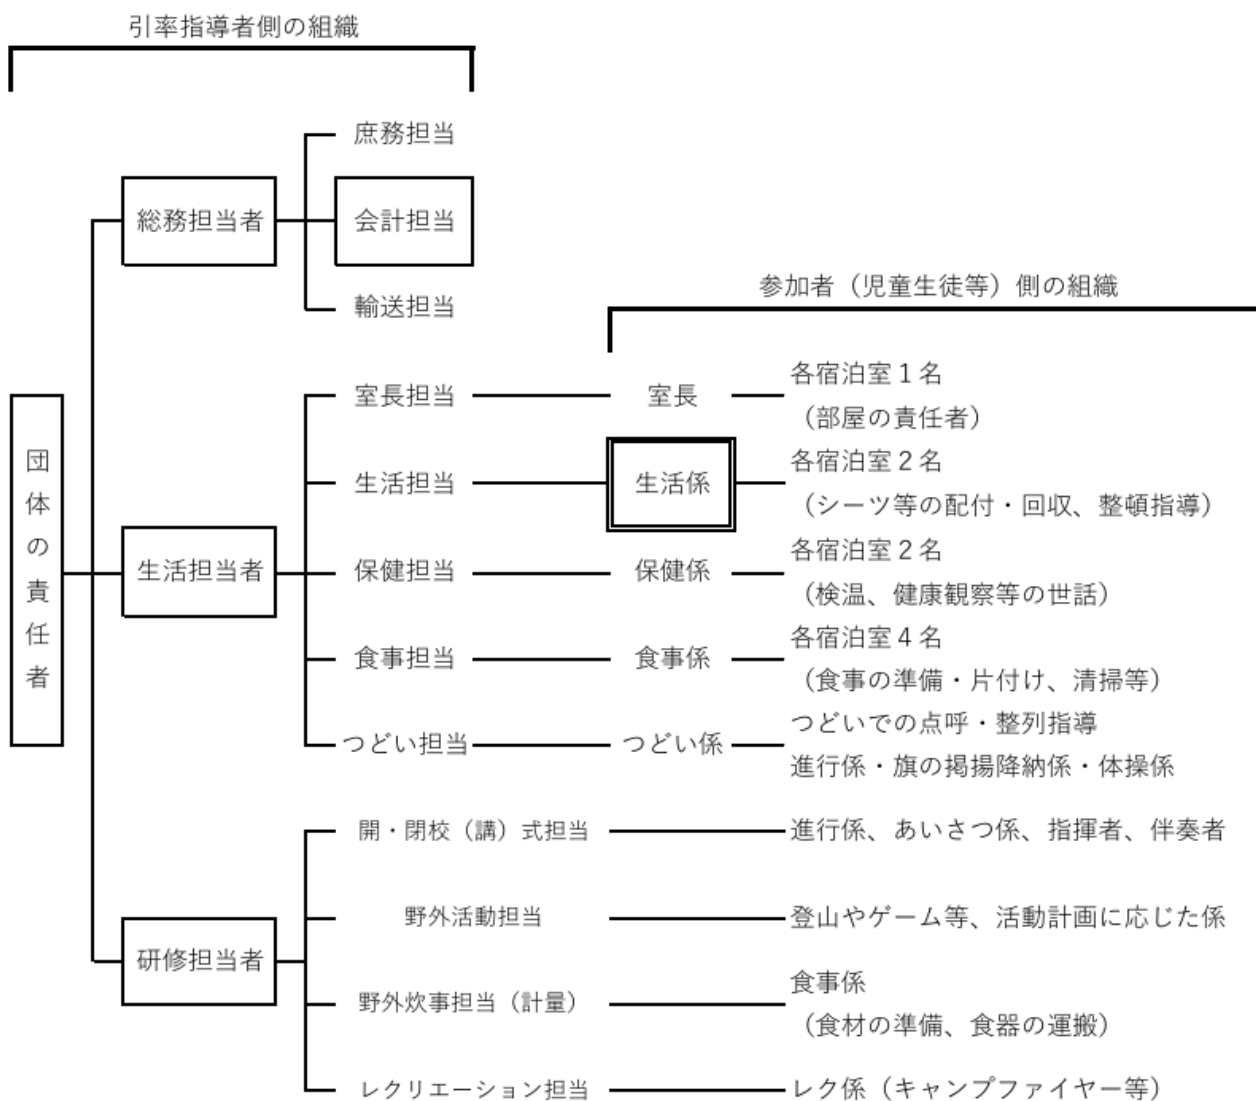 引率指導者側の組織
庶務担当
総務担当者
会計担当
輸送担当
参加者（児童生徒等）側の組織
団体の責任者
室長担当
室長
各宿泊室１名
（部屋の責任者）
生活担当
生活係
各宿泊室２名
（シーツ等の配付・回収、整頓指導）
生活担当者
保健担当
保健係
各宿泊室２名
（検温、健康観察等の世話）
食事担当
食事係
各宿泊室４名
（食事の準備・片付け、清掃等）
つどい担当
つどい係
つどいでの点呼・整列指導
進行係・旗の掲揚降納係・体操係
開・閉校（講）式担当
進行係、あいさつ係、指揮者、伴奏者
野外活動担当
登山やゲーム等、活動計画に応じた係
研修担当者
野外炊事担当（計量）
食事係
（食材の準備、食器の運搬）
レクリエーション担当
レク係（キャンプファイヤー等）